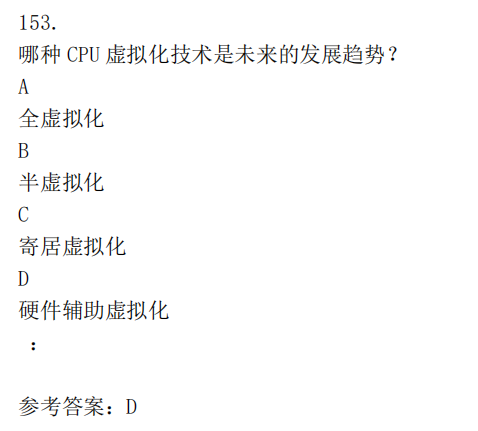 153.
哪种 CPU 虚拟化技术是未来的发展趋势？
A
全虚拟化
B
半虚拟化
C
寄居虚拟化
D
硬件辅助虚拟化
：
参考答案：D